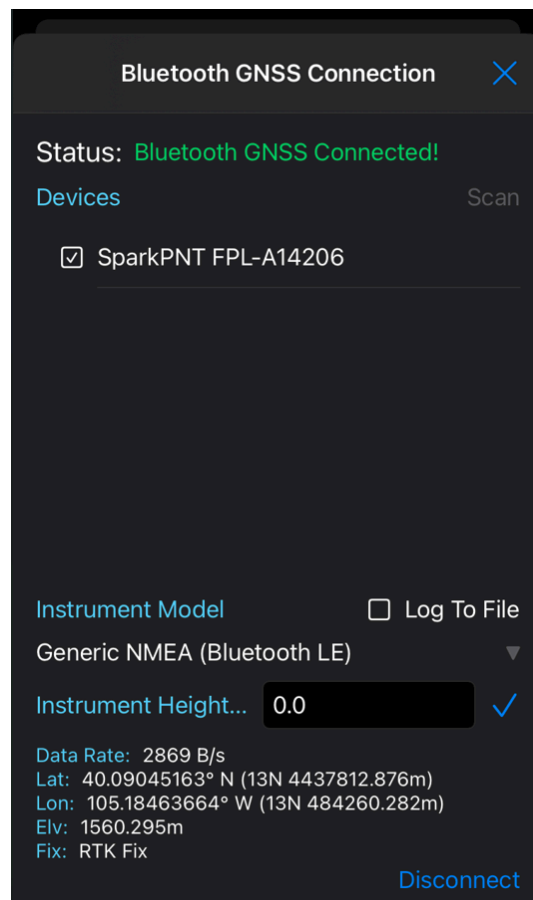 Bluetooth GNSS Connection
Status: Bluetooth GNSS Connected!
Devices Scan
SparkPNT FPL-A14206
Instrument Model Log To File
Generic NMEA (Bluetooth LE)
Instrument Height... 0.0
Data Rate: 2869 B/s
Lat: 40.09045163° N (13N 4437812.876m)
Lon: 105.18463664° W (13N 484260.282m)
Elv: 1560.295m
Fix: RTK Fix
Disconnect